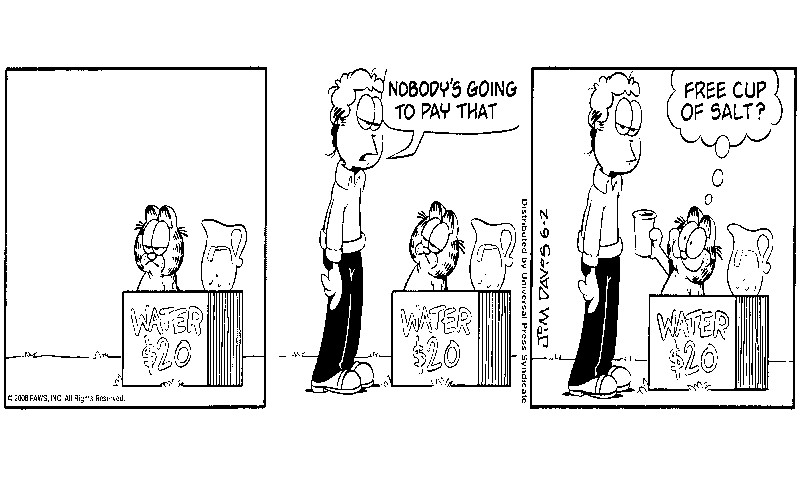 WATER
$20
© 2008 PAWS, INC. All Rights Reserved.
NOBODY'S GOING
TO PAY THAT
WATER
$20
Distributed by Universal Press Syndicate
JIM DAVIS 6-2
FREE CUP
OF SALT?
WATER
$20